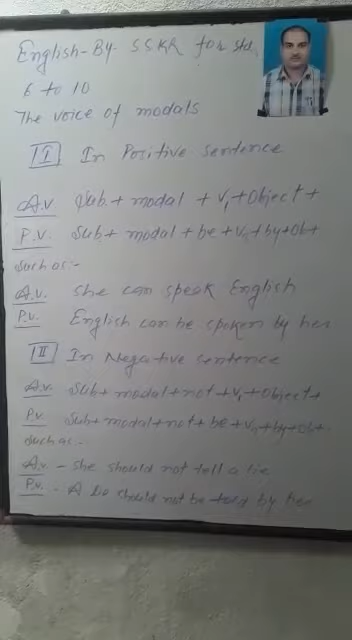 English-By- SSKR for std.
6 to 10
The voice of modals
I In Positive sentence
A.V. Sub+ modal + V1+object+
P.V. Sub+ modal+be+V3+by+ob+
Such as:-
A.V. She can speak English
P.V. English can be spoken by her
II In Negative sentence
A.V. Sub+modal+not+V1+object+
P.V. Sub+modal+not+be+V3+by+ob+
Such as:-
A.V. - She should not tell a lie
P.V. - A lie should not be told by her